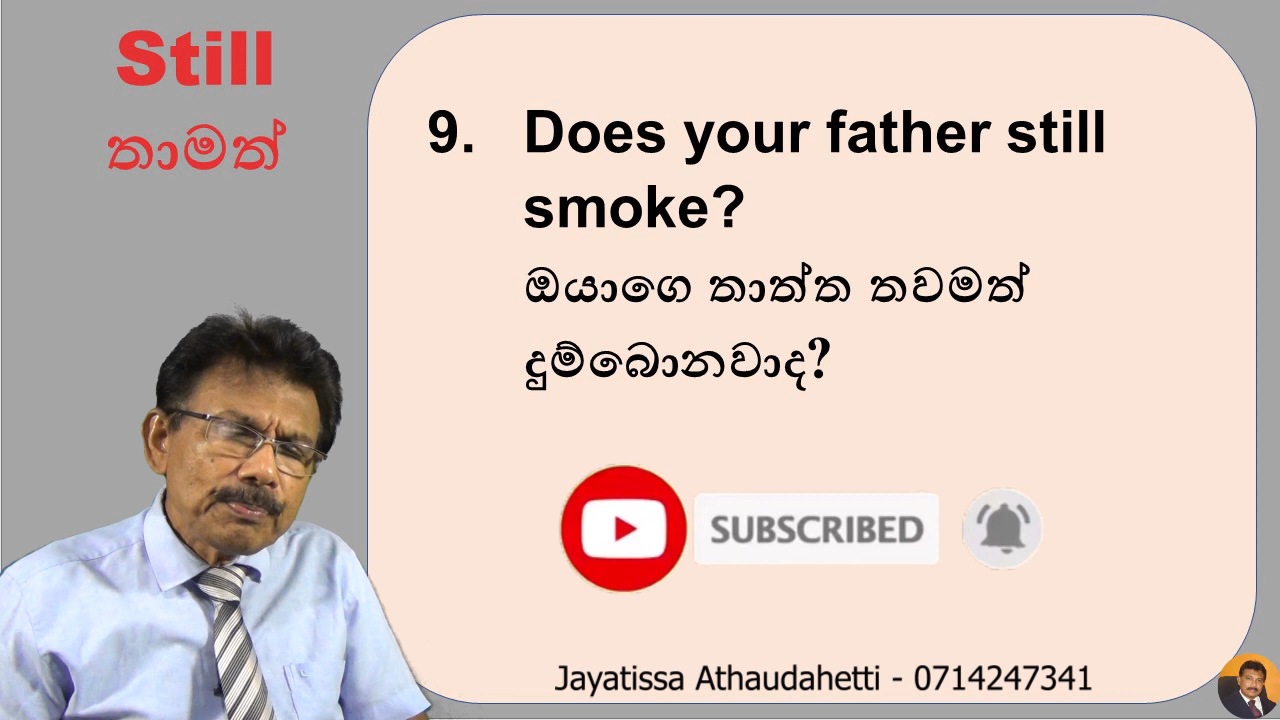 Still
තාමත්
9. Does your father still
smoke?
ඔයාගෙ තාත්ත තවමත්
දුම්බොනවාද?
SUBSCRIBED
Jayatissa Athaudahetti - 0714247341